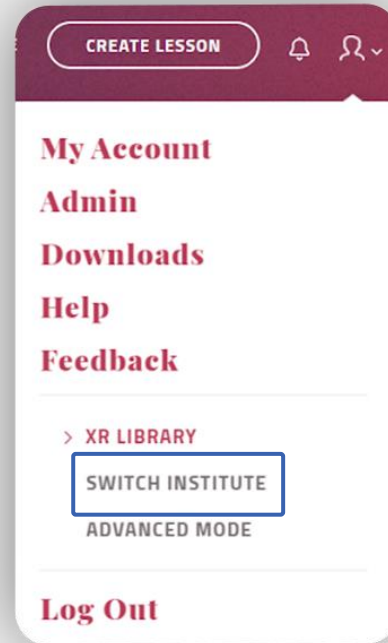 CREATE LESSON
My Account
Admin
Downloads
Help
Feedback
> XR LIBRARY
SWITCH INSTITUTE
ADVANCED MODE
Log Out